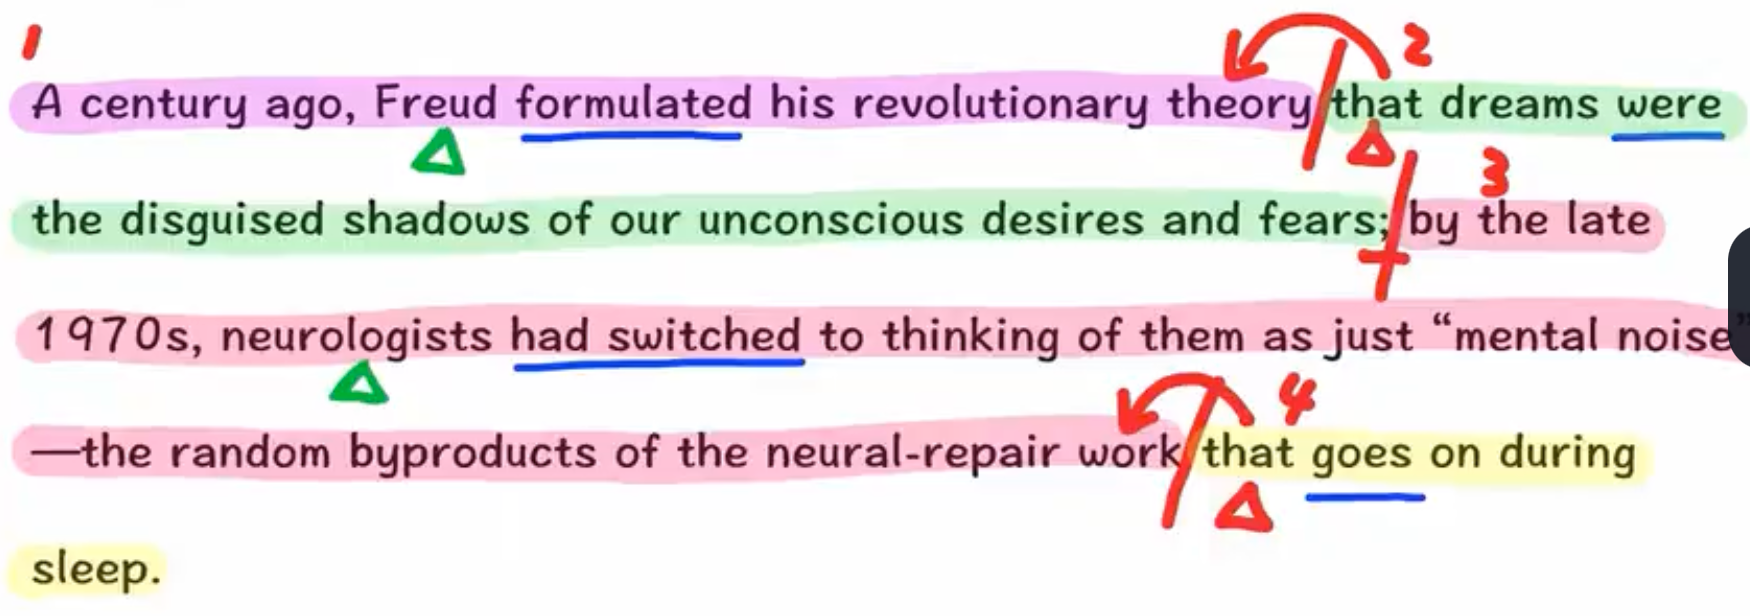 1
2
A century ago, Freud formulated his revolutionary theory that dreams were
3
the disguised shadows of our unconscious desires and fears; by the late
1970s, neurologists had switched to thinking of them as just “mental noise”
4
—the random byproducts of the neural-repair work that goes on during
sleep.